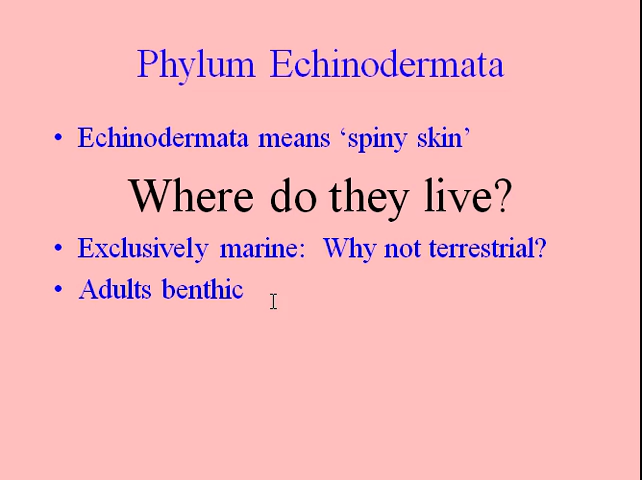 Phylum Echinodermata
• Echinodermata means ‘spiny skin’
Where do they live?
• Exclusively marine:  Why not terrestrial?
• Adults benthic